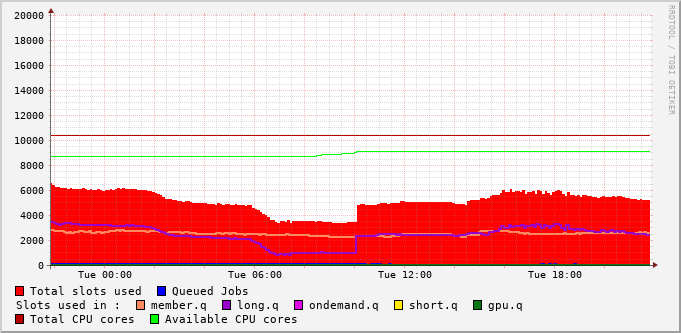 20000
18000
16000
14000
12000
10000
8000
6000
4000
2000
0
Tue 00:00 Tue 06:00 Tue 12:00 Tue 18:00
Total slots used Queued Jobs
Slots used in : member.q long.q ondemand.q short.q gpu.q
Total CPU cores Available CPU cores
RRDTOOL / TOBI OETIKER